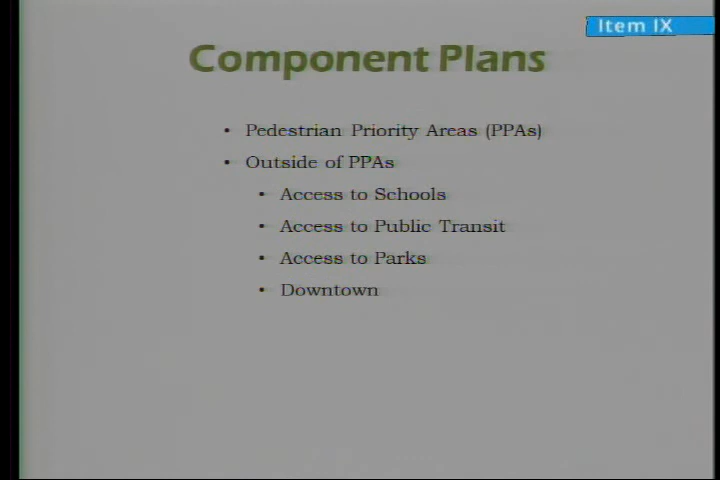 Item IX
Component Plans
• Pedestrian Priority Areas (PPAs)
• Outside of PPAs
• Access to Schools
• Access to Public Transit
• Access to Parks
• Downtown